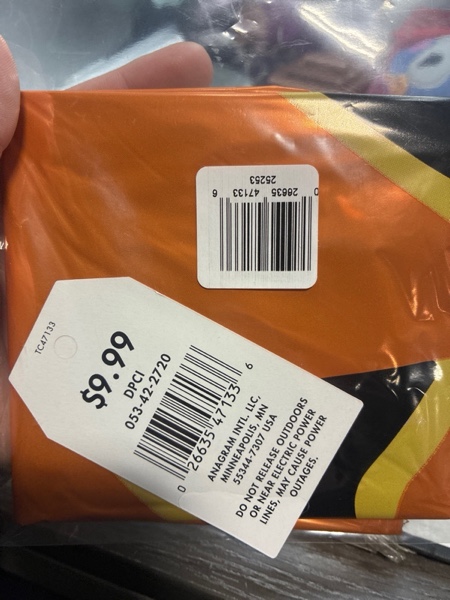 25253
0 26635 47133 6
TC47133
$9.99
DPCI
053-42-2720
0 26635 47133 6
ANAGRAM INTL. LLC,
MINNEAPOLIS, MN
55344-7307 USA
DO NOT RELEASE OUTDOORS
OR NEAR ELECTRIC POWER
LINES, MAY CAUSE POWER
OUTAGES.